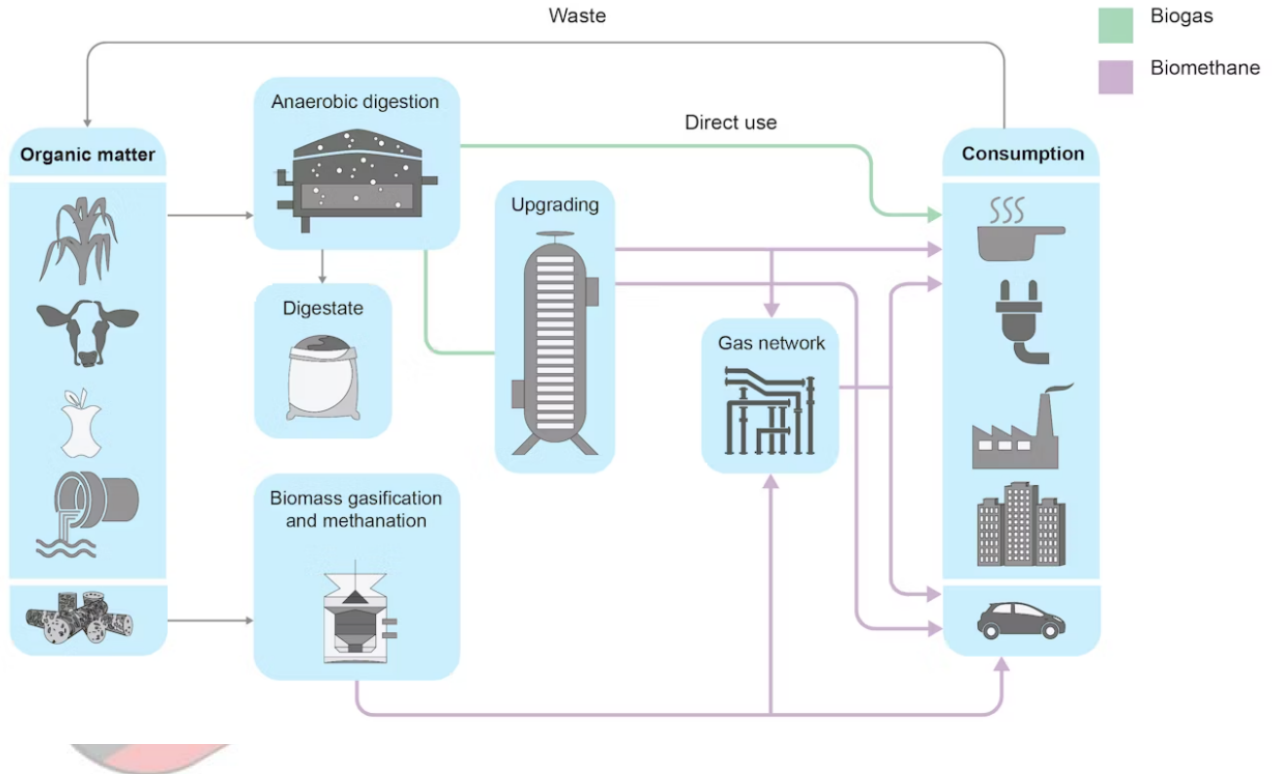 Waste
Biogas
Biomethane
Anaerobic digestion
Direct use
Organic matter
Consumption
Upgrading
Digestate
Gas network
Biomass gasification
and methanation